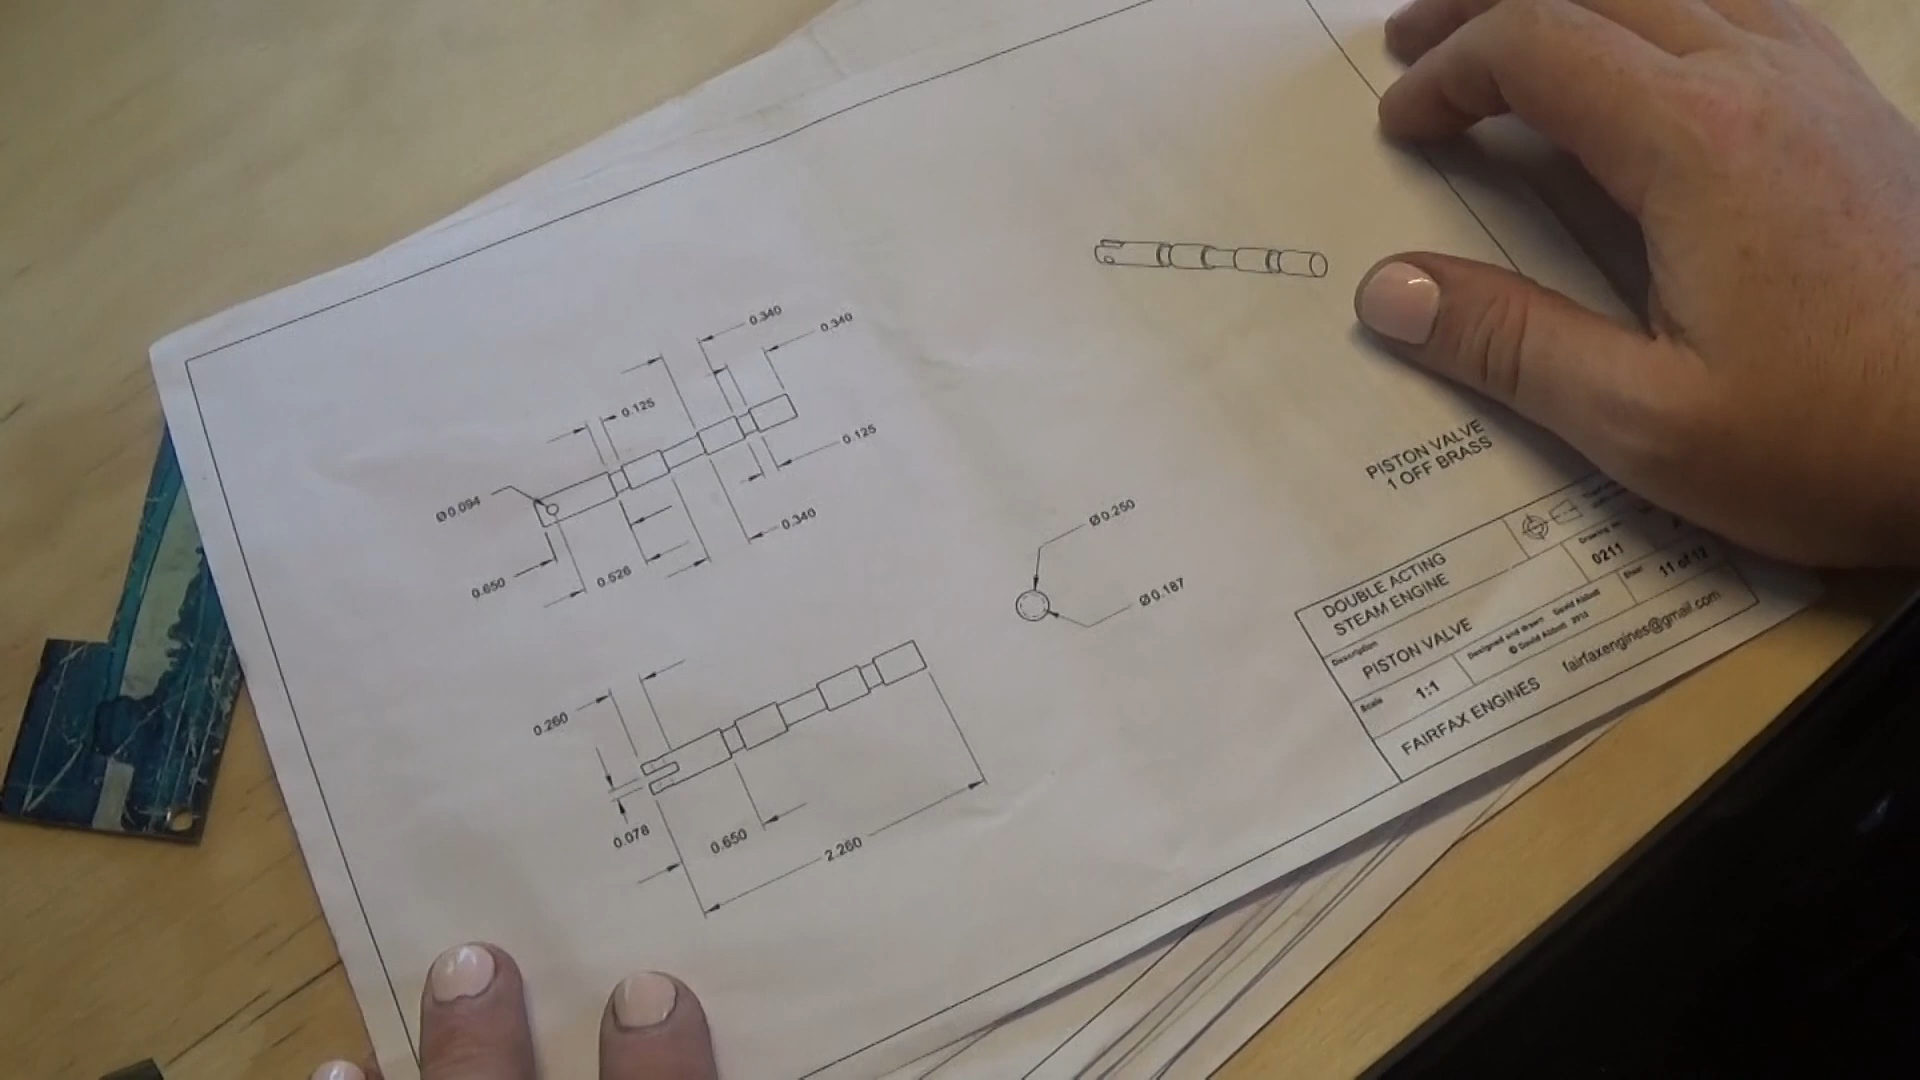 0.340
0.340
0.125
0.125
Ø0.094
0.340
0.650
0.526
Ø0.250
Ø0.187
0.260
0.078
0.650
2.260
PISTON VALVE
1 OFF BRASS
DOUBLE ACTING
STEAM ENGINE
Drawing
0211
Description
PISTON VALVE
Designed and drawn David Abbott
© David Abbott 2012
Sheet
11 of 12
Scale
1:1
FAIRFAX ENGINES
fairfaxengines@gmail.com